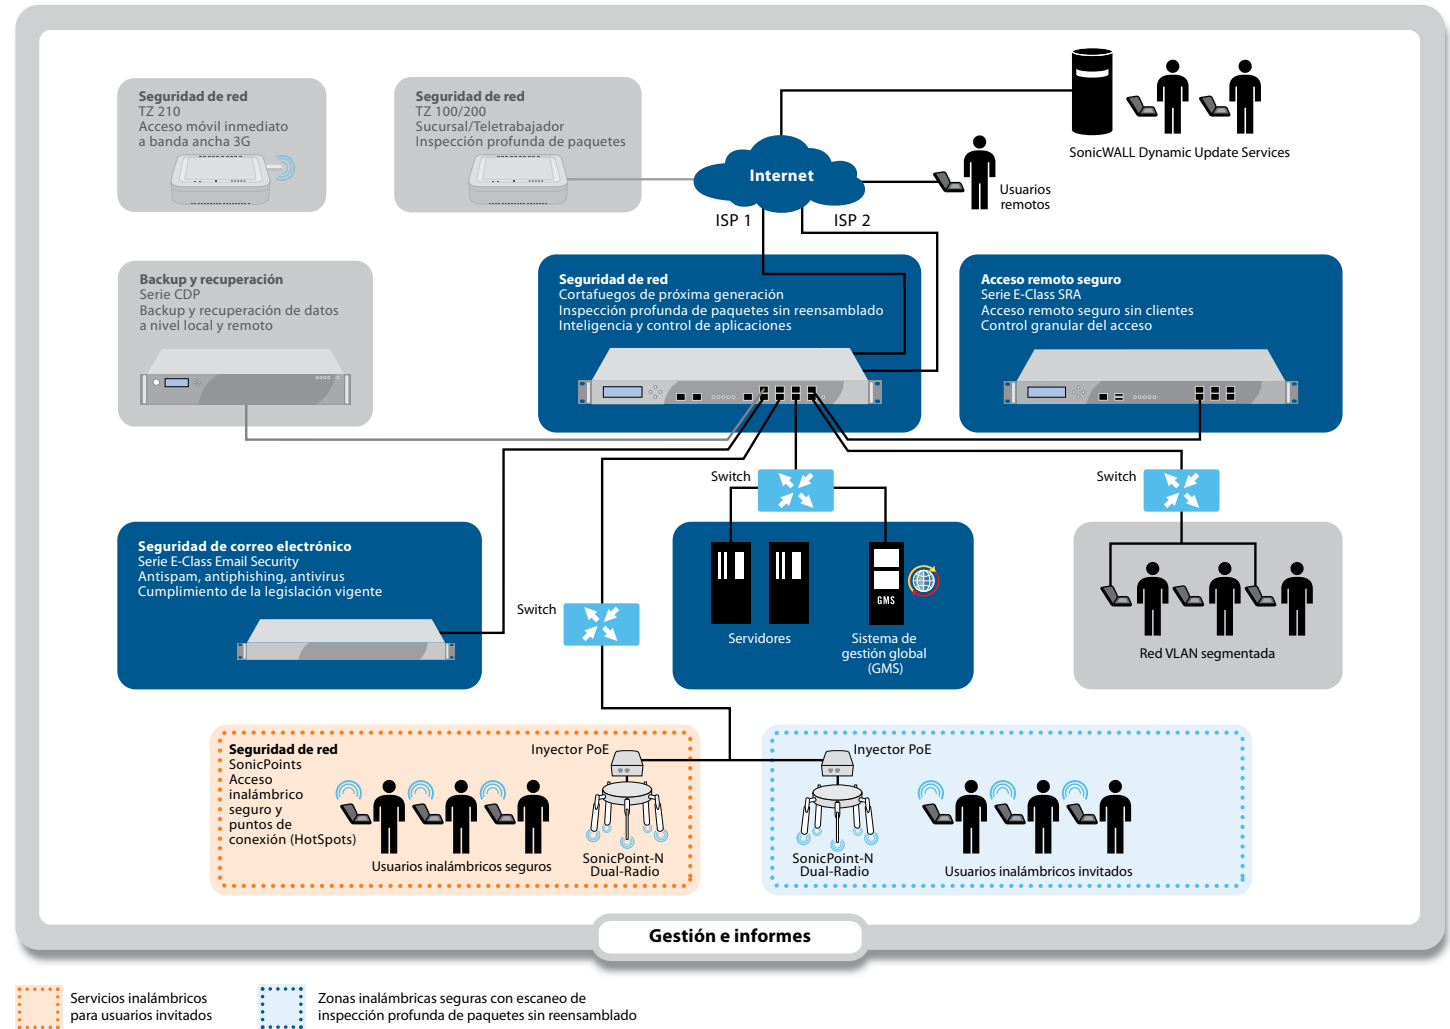 Seguridad de red
TZ 210
Acceso móvil inmediato
a banda ancha 3G
Seguridad de red
TZ 100/200
Sucursal/Teletrabajador
Inspección profunda de paquetes
Internet
ISP 1
ISP 2
SonicWALL Dynamic Update Services
Usuarios
remotos
Backup y recuperación
Serie CDP
Backup y recuperación de datos
a nivel local y remoto
Seguridad de red
Cortafuegos de próxima generación
Inspección profunda de paquetes sin reensamblado
Inteligencia y control de aplicaciones
Acceso remoto seguro
Serie E-Class SRA
Acceso remoto seguro sin clientes
Control granular del acceso
Switch
Switch
Seguridad de correo electrónico
Serie E-Class Email Security
Antispam, antiphishing, antivirus
Cumplimiento de la legislación vigente
Switch
GMS
Servidores
Sistema de
gestión global
(GMS)
Red VLAN segmentada
Seguridad de red
SonicPoints
Acceso
inalámbrico
seguro y
puntos de
conexión (HotSpots)
Usuarios inalámbricos seguros
Inyector PoE
SonicPoint-N
Dual-Radio
Inyector PoE
SonicPoint-N
Dual-Radio
Usuarios inalámbricos invitados
Gestión e informes
Servicios inalámbricos
para usuarios invitados
Zonas inalámbricas seguras con escaneo de
inspección profunda de paquetes sin reensamblado